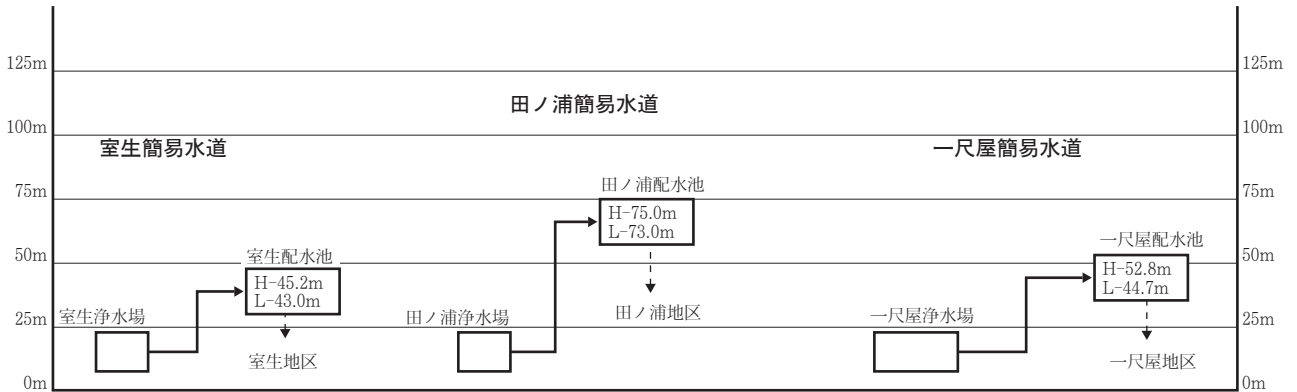 125m
125m
田ノ浦簡易水道
100m
100m
室生簡易水道
一尺屋簡易水道
75m
田ノ浦配水池
75m
H-75.0m
L-73.0m
50m
室生配水池
一尺屋配水池
50m
H-45.2m
L-43.0m
H-52.8m
L-44.7m
25m
室生浄水場
田ノ浦浄水場
田ノ浦地区
一尺屋浄水場
25m
室生地区
一尺屋地区
0m
0m